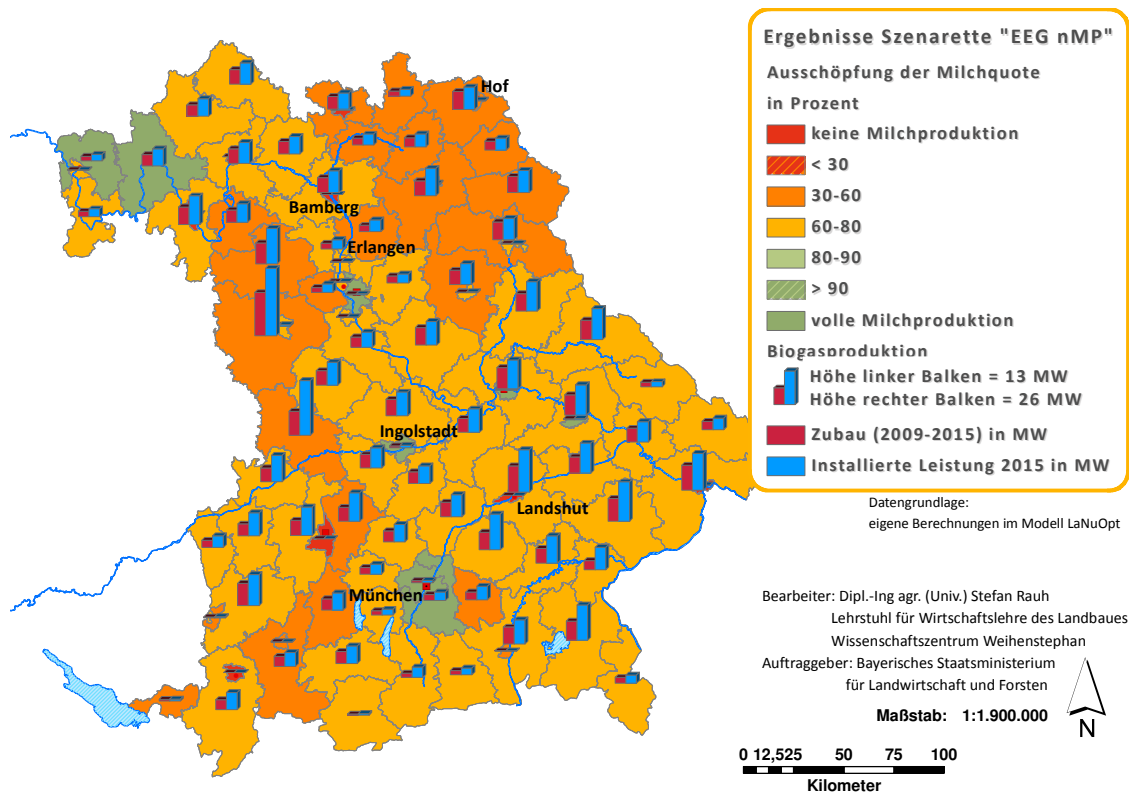 Ergebnisse Szenarette "EEG nMP"
Ausschöpfung der Milchquote
in Prozent
keine Milchproduktion
< 30
30-60
60-80
80-90
> 90
volle Milchproduktion
Biogasproduktion
Höhe linker Balken = 13 MW
Höhe rechter Balken = 26 MW
Zubau (2009-2015) in MW
Installierte Leistung 2015 in MW
Hof
Bamberg
Erlangen
Ingolstadt
Landshut
München
Datengrundlage:
eigene Berechnungen im Modell LaNuOpt
Bearbeiter: Dipl.-Ing agr. (Univ.) Stefan Rauh
Lehrstuhl für Wirtschaftslehre des Landbaues
Wissenschaftszentrum Weihenstephan
Auftraggeber: Bayerisches Staatsministerium
für Landwirtschaft und Forsten
Maßstab: 1:1.900.000
N
0 12,525 50 75 100
Kilometer